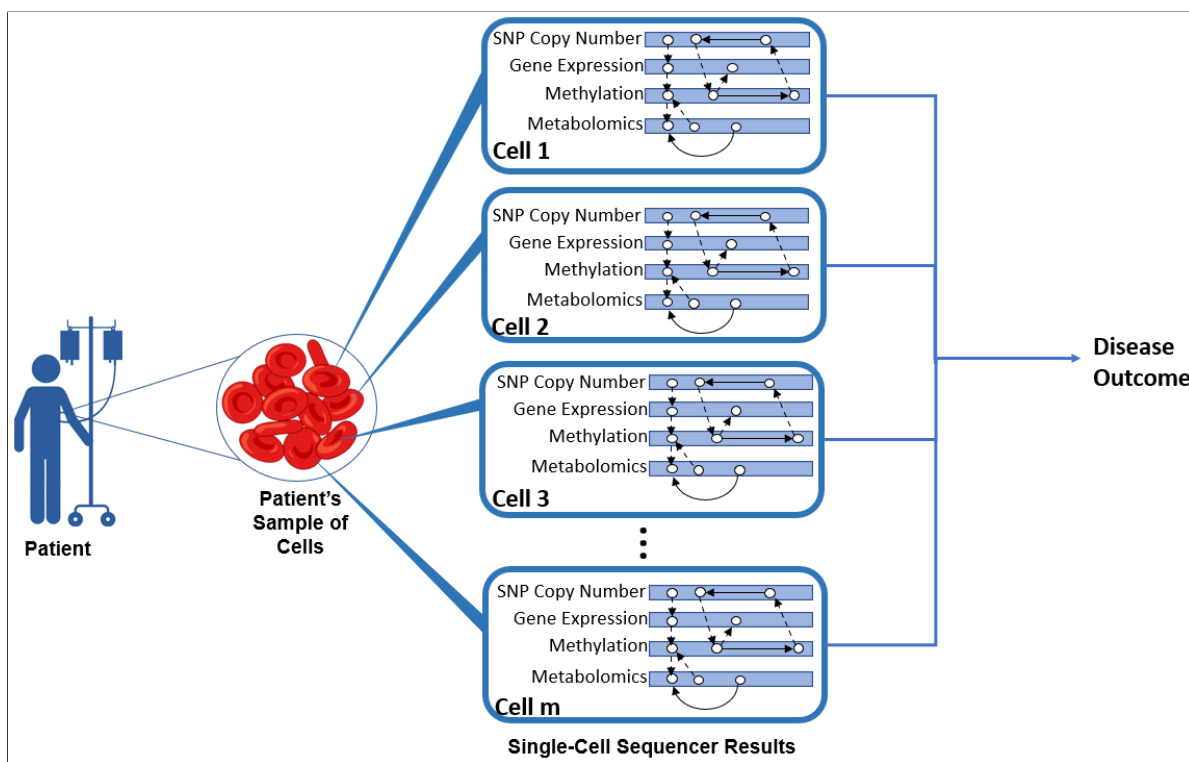 Patient
Patient's
Sample of
Cells
SNP Copy Number
Gene Expression
Methylation
Metabolomics
Cell 1
SNP Copy Number
Gene Expression
Methylation
Metabolomics
Cell 2
SNP Copy Number
Gene Expression
Methylation
Metabolomics
Cell 3
SNP Copy Number
Gene Expression
Methylation
Metabolomics
Cell m
Single-Cell Sequencer Results
Disease
Outcome